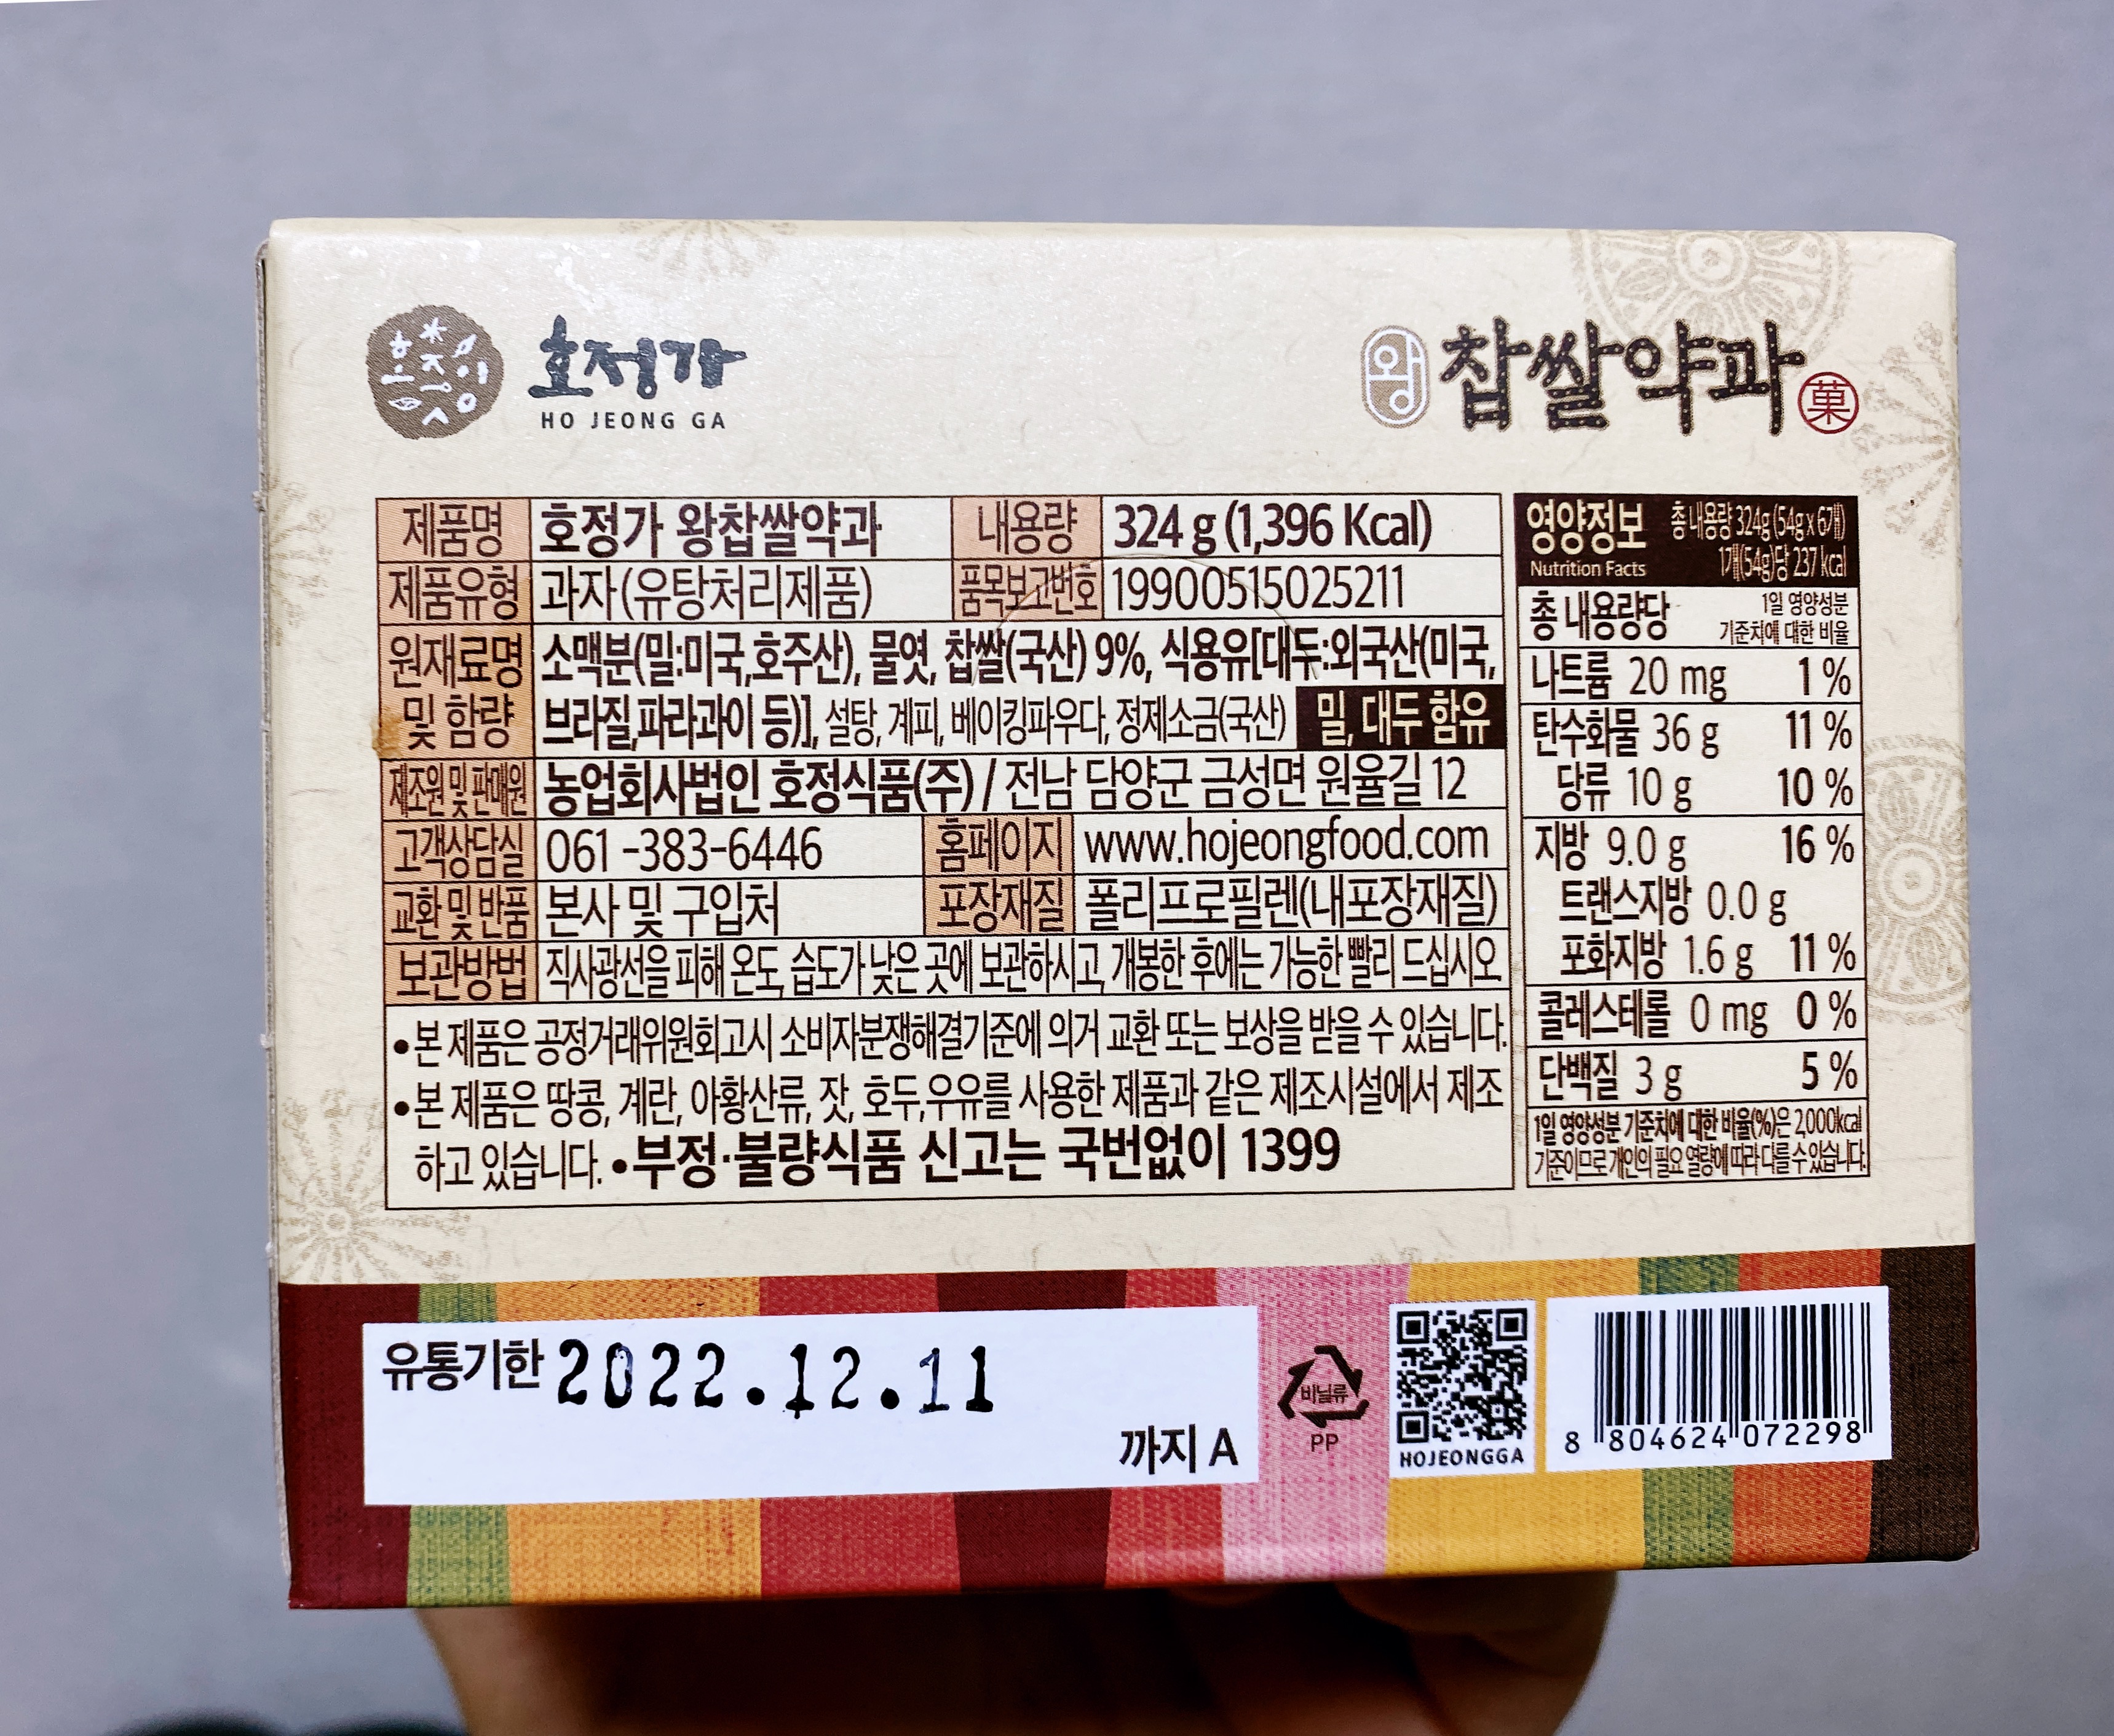 호정가
HO JEONG GA
왕 찹쌀약과 菓
제품명 호정가 왕찹쌀약과 내용량 324 g (1,396 Kcal)
제품유형 과자(유탕처리제품) 품목보고번호 19900515025211
원재료명 및 함량 소맥분(밀:미국,호주산), 물엿, 찹쌀(국산) 9%, 식용유[대두:외국산(미국,
브라질,파라과이 등)], 설탕, 계피, 베이킹파우다, 정제소금(국산) 밀, 대두 함유
제조원 및 판매원 농업회사법인 호정식품(주) / 전남 담양군 금성면 원율길 12
고객상담실 061-383-6446 홈페이지 www.hojeongfood.com
교환 및 반품 본사 및 구입처 포장재질 폴리프로필렌(내포장재질)
보관방법 직사광선을 피해 온도, 습도가 낮은 곳에 보관하시고, 개봉한 후에는 가능한 빨리 드십시오
•본 제품은 공정거래위원회고시 소비자분쟁해결기준에 의거 교환 또는 보상을 받을 수 있습니다.
•본 제품은 땅콩, 계란, 아황산류, 잣, 호두,우유를 사용한 제품과 같은 제조시설에서 제조
하고 있습니다. •부정·불량식품 신고는 국번없이 1399
영양정보 총 내용량 324g(54g x 6개)
Nutrition Facts 1개(54g)당 237 kcal
총 내용량당 1일 영양성분
기준치에 대한 비율
나트륨 20 mg 1 %
탄수화물 36 g 11 %
당류 10 g 10 %
지방 9.0 g 16 %
트랜스지방 0.0 g
포화지방 1.6 g 11 %
콜레스테롤 0 mg 0 %
단백질 3 g 5 %
1일 영양성분 기준치에 대한 비율(%)은 2,000kcal
기준이므로 개인의 필요 열량에 따라 다를 수 있습니다.
유통기한 2022.12.11
까지 A
비닐류
PP
HOJEONGGA
8 804624 072298